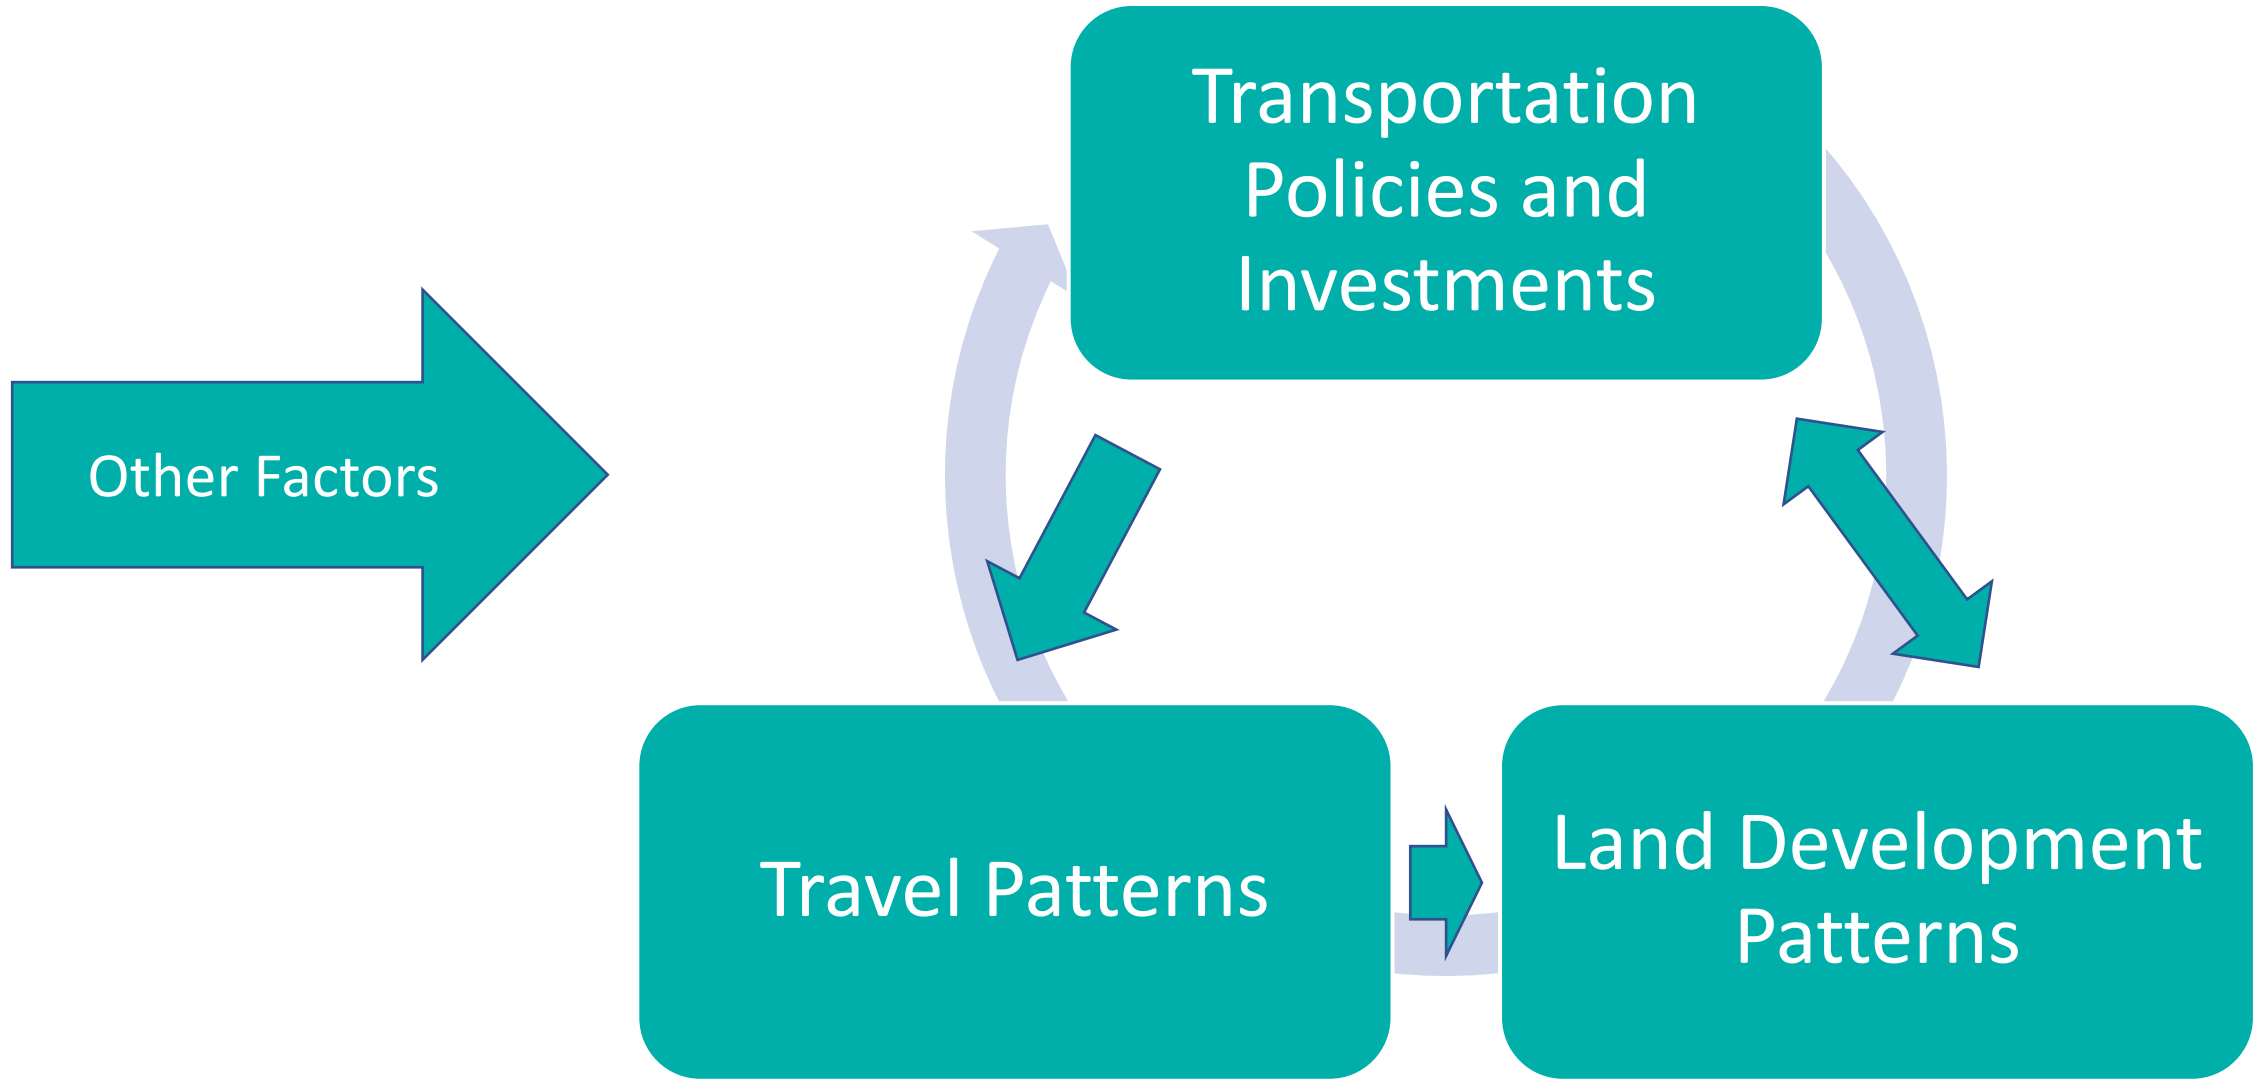 Transportation
Policies and
Investments
Other Factors
Travel Patterns
Land Development
Patterns